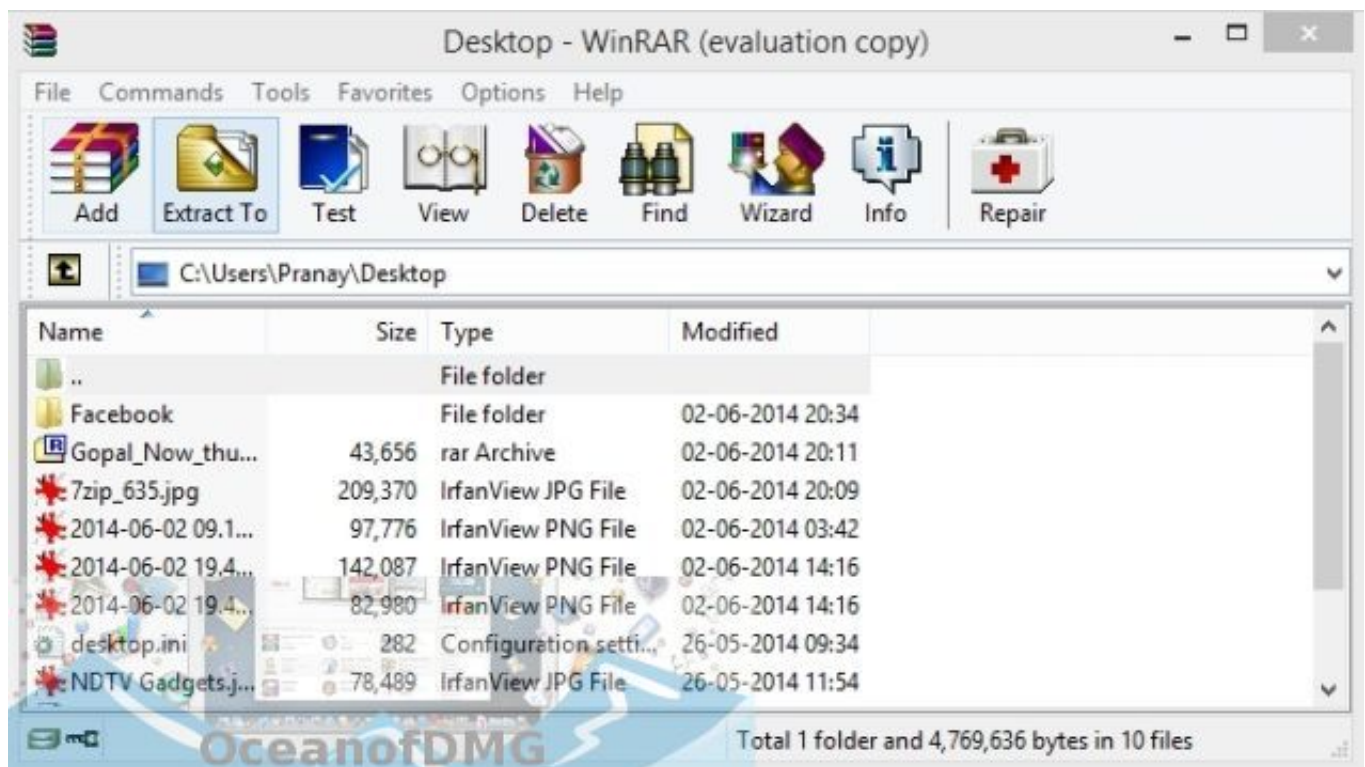 Desktop - WinRAR (evaluation copy)
File Commands Tools Favorites Options Help
Add Extract To Test View Delete Find Wizard Info Repair
C:\Users\Pranay\Desktop
Name Size Type Modified
.. File folder
Facebook File folder 02-06-2014 20:34
Gopal_Now_thu... 43,656 rar Archive 02-06-2014 20:11
7zip_635.jpg 209,370 IrfanView JPG File 02-06-2014 20:09
2014-06-02 09.1... 97,776 IrfanView PNG File 02-06-2014 03:42
2014-06-02 19.4... 142,087 IrfanView PNG File 02-06-2014 14:16
2014-06-02 19.4... 82,980 IrfanView PNG File 02-06-2014 14:16
desktop.ini 282 Configuration setti... 26-05-2014 09:34
NDTV Gadgets.j... 78,489 IrfanView JPG File 26-05-2014 11:54
OceanofDMG
Total 1 folder and 4,769,636 bytes in 10 files